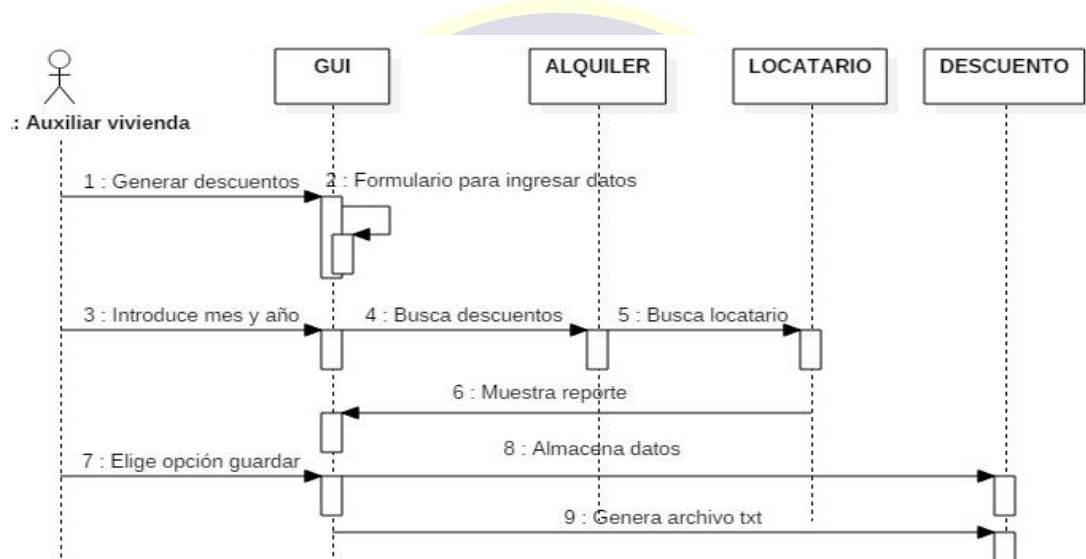 GUI
ALQUILER
LOCATARIO
DESCUENTO
.: Auxiliar vivienda
1 : Generar descuentos
2 : Formulario para ingresar datos
3 : Introduce mes y año
4 : Busca descuentos
5 : Busca locatario
6 : Muestra reporte
7 : Elige opción guardar
8 : Almacena datos
9 : Genera archivo txt